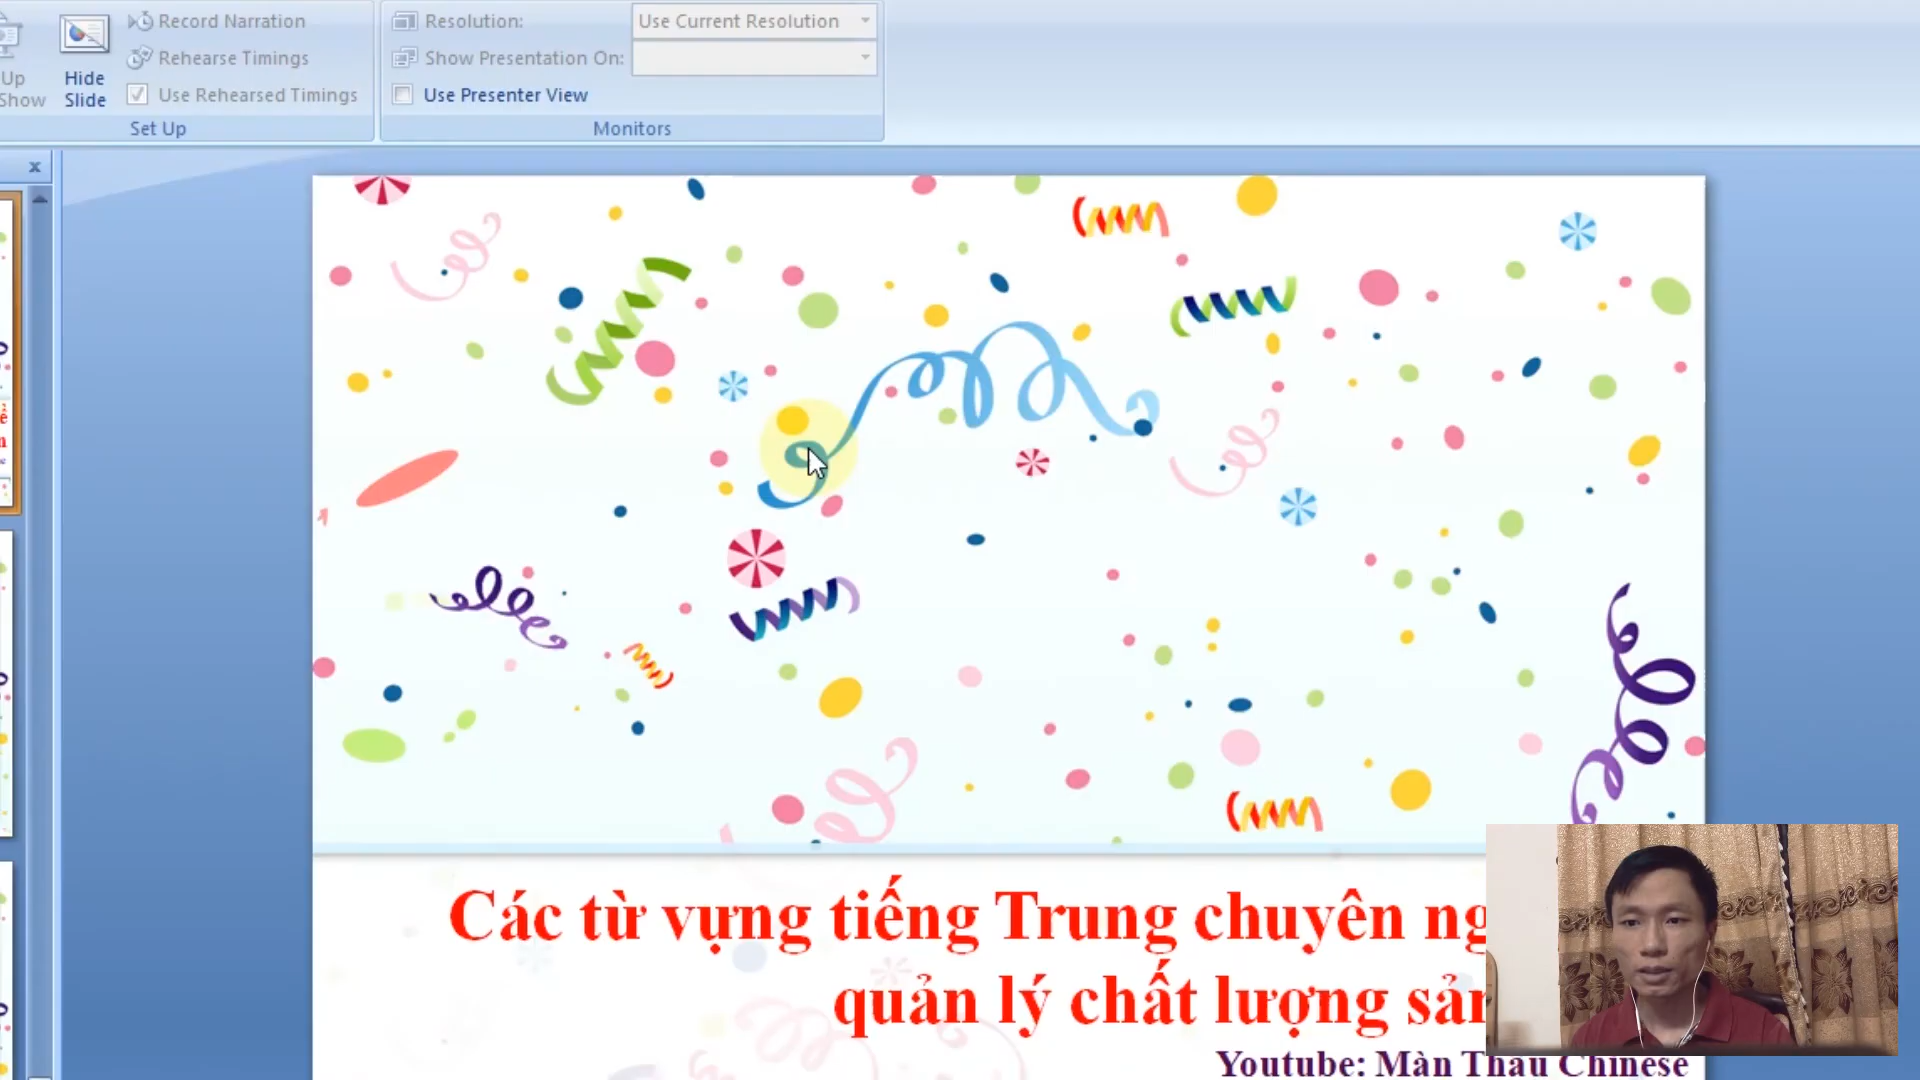 Record Narration
Rehearse Timings
Use Rehearsed Timings
Up
Show
Hide
Slide
Set Up
Resolution:
Use Current Resolution
Show Presentation On:
Use Presenter View
Monitors
Các từ vựng tiếng Trung chuyên ng
quản lý chất lượng sản
Youtube: Màn Thầu Chinese